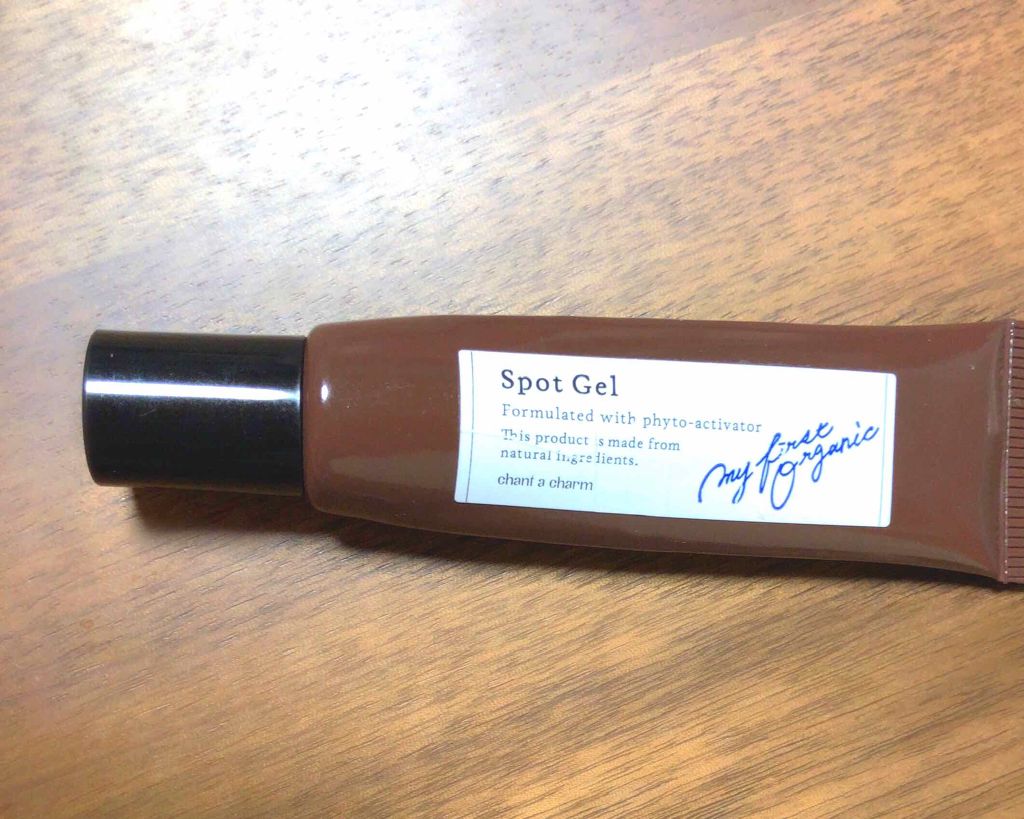 Spot Gel
Formulated with phyto-activator
This product is made from
natural ingredients.
chant a charm
my first
organic